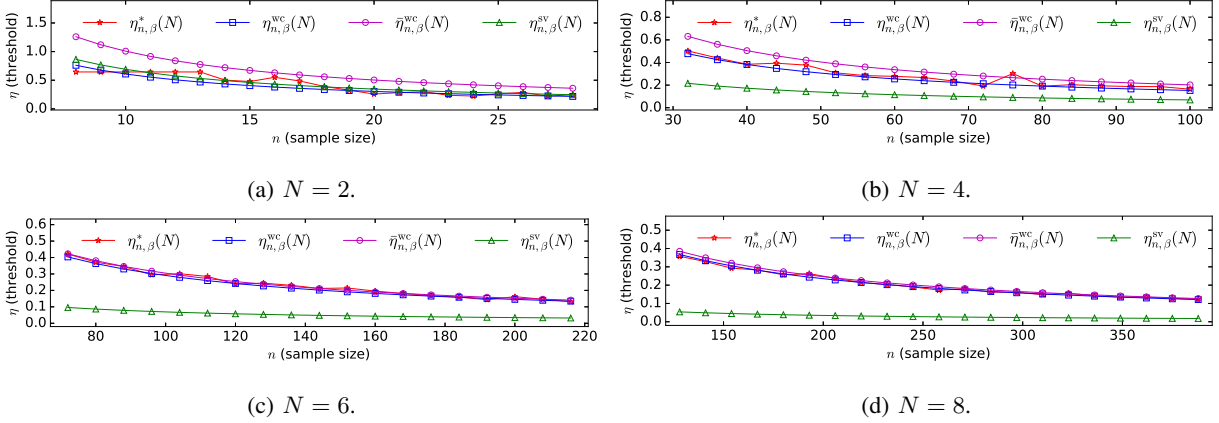 η*n,β(N) ηwcn,β(N) η̄wcn,β(N) ηsvn,β(N)
1.5
1.0
0.5
0.0
η (threshold)
10 15 20 25
n (sample size)
(a) N = 2.
η*n,β(N) ηwcn,β(N) η̄wcn,β(N) ηsvn,β(N)
0.8
0.6
0.4
0.2
0.0
η (threshold)
30 40 50 60 70 80 90 100
n (sample size)
(b) N = 4.
η*n,β(N) ηwcn,β(N) η̄wcn,β(N) ηsvn,β(N)
0.6
0.5
0.4
0.3
0.2
0.1
0.0
η (threshold)
80 100 120 140 160 180 200 220
n (sample size)
(c) N = 6.
η*n,β(N) ηwcn,β(N) η̄wcn,β(N) ηsvn,β(N)
0.5
0.4
0.3
0.2
0.1
0.0
η (threshold)
150 200 250 300 350
n (sample size)
(d) N = 8.